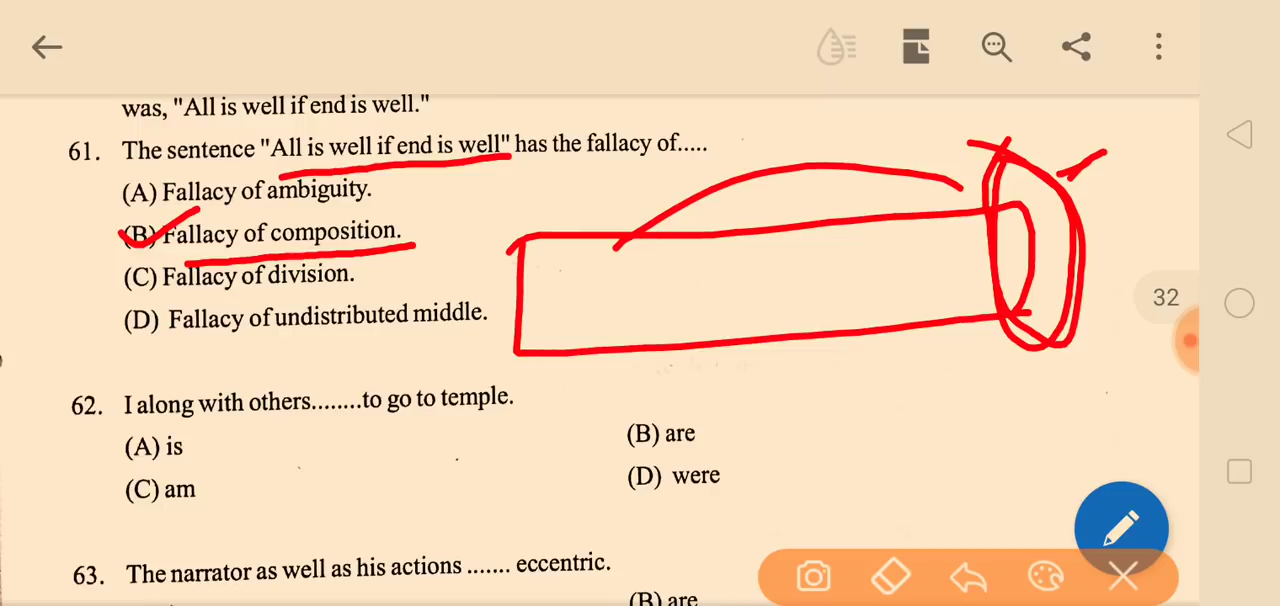 was, "All is well if end is well."
61. The sentence "All is well if end is well" has the fallacy of.....
(A) Fallacy of ambiguity.
(B) Fallacy of composition.
(C) Fallacy of division.
(D) Fallacy of undistributed middle.
32
62. I along with others........to go to temple.
(A) is
(B) are
(C) am
(D) were
63. The narrator as well as his actions ....... eccentric.
(B) are